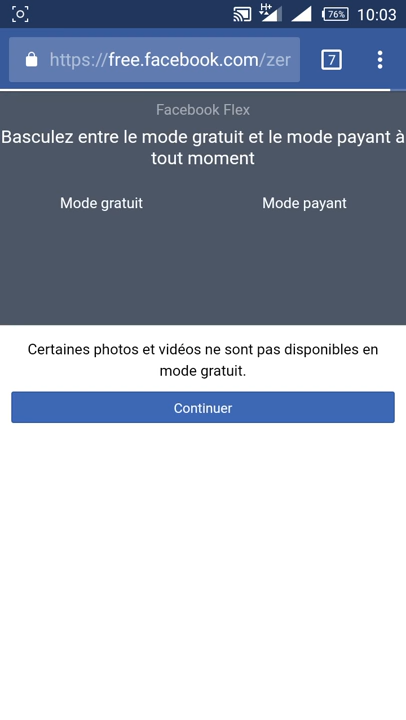 H+
76%
10:03
https://free.facebook.com/zer
7
Facebook Flex
Basculez entre le mode gratuit et le mode payant à
tout moment
Mode gratuit
Mode payant
Certaines photos et vidéos ne sont pas disponibles en
mode gratuit.
Continuer